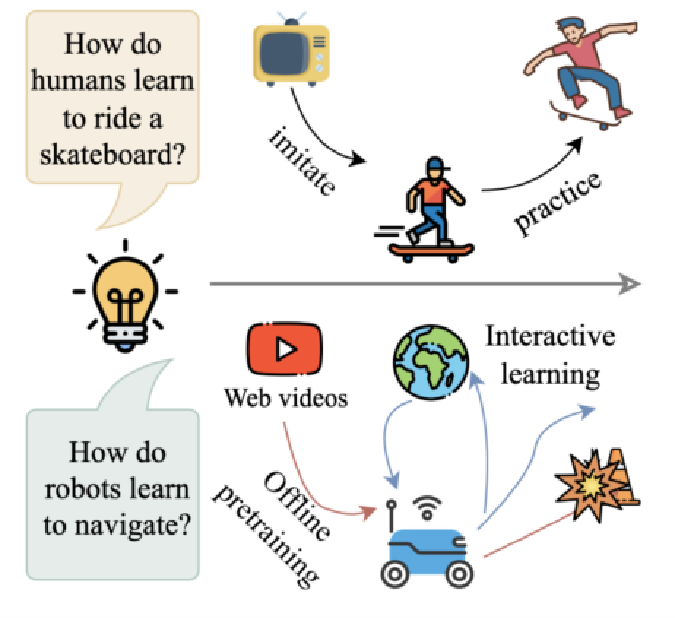 How do
humans learn
to ride a
skateboard?
imitate
practice
Web videos
Interactive
learning
Offline
pretraining
How do
robots learn
to navigate?